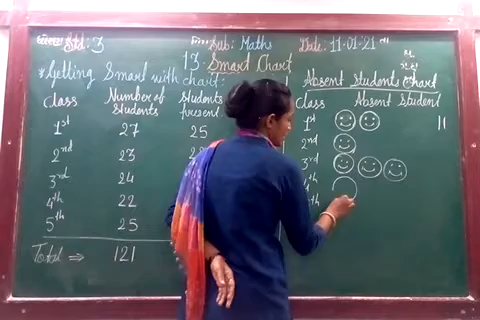 Std: 3 Sub: Maths Date: 11-01-21
13. Smart Chart
*Getting Smart with chart: Absent Students Chart
Class Number of students Students present Class Absent student
1st 27 25 1st 11
2nd 23 2nd
3rd 24 3rd
4th 22
5th 25
Total ⇒ 121